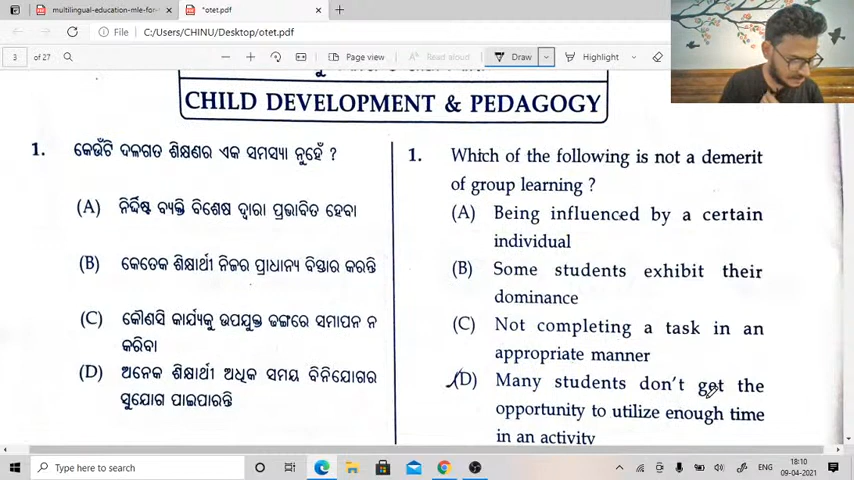 multilingual-education-mle-for-
*otet.pdf
File
C:/Users/CHINU/Desktop/otet.pdf
3
of 27
Page view
Read aloud
Draw
Highlight
CHILD DEVELOPMENT & PEDAGOGY
1. କେଉଁଟି ଦଳଗତ ଶିକ୍ଷଣର ଏକ ସମସ୍ୟା ନୁହେଁ ?
(A) ନିର୍ଦ୍ଦିଷ୍ଟ ବ୍ୟକ୍ତି ବିଶେଷ ଦ୍ୱାରା ପ୍ରଭାବିତ ହେବା
(B) କେତେକ ଶିକ୍ଷାର୍ଥୀ ନିଜର ପ୍ରାଧାନ୍ୟ ବିସ୍ତାର କରନ୍ତି
(C) କୌଣସି କାର୍ଯ୍ୟକୁ ଉପଯୁକ୍ତ ଢଙ୍ଗରେ ସମାପନ ନ
କରିବା
(D) ଅନେକ ଶିକ୍ଷାର୍ଥୀ ଅଧିକ ସମୟ ବିନିଯୋଗର
ସୁଯୋଗ ପାଇପାରନ୍ତି
1. Which of the following is not a demerit
of group learning ?
(A) Being influenced by a certain
individual
(B) Some students exhibit their
dominance
(C) Not completing a task in an
appropriate manner
(D) Many students don't get the
opportunity to utilize enough time
in an activity
Type here to search
ENG
18:10
09-04-2021